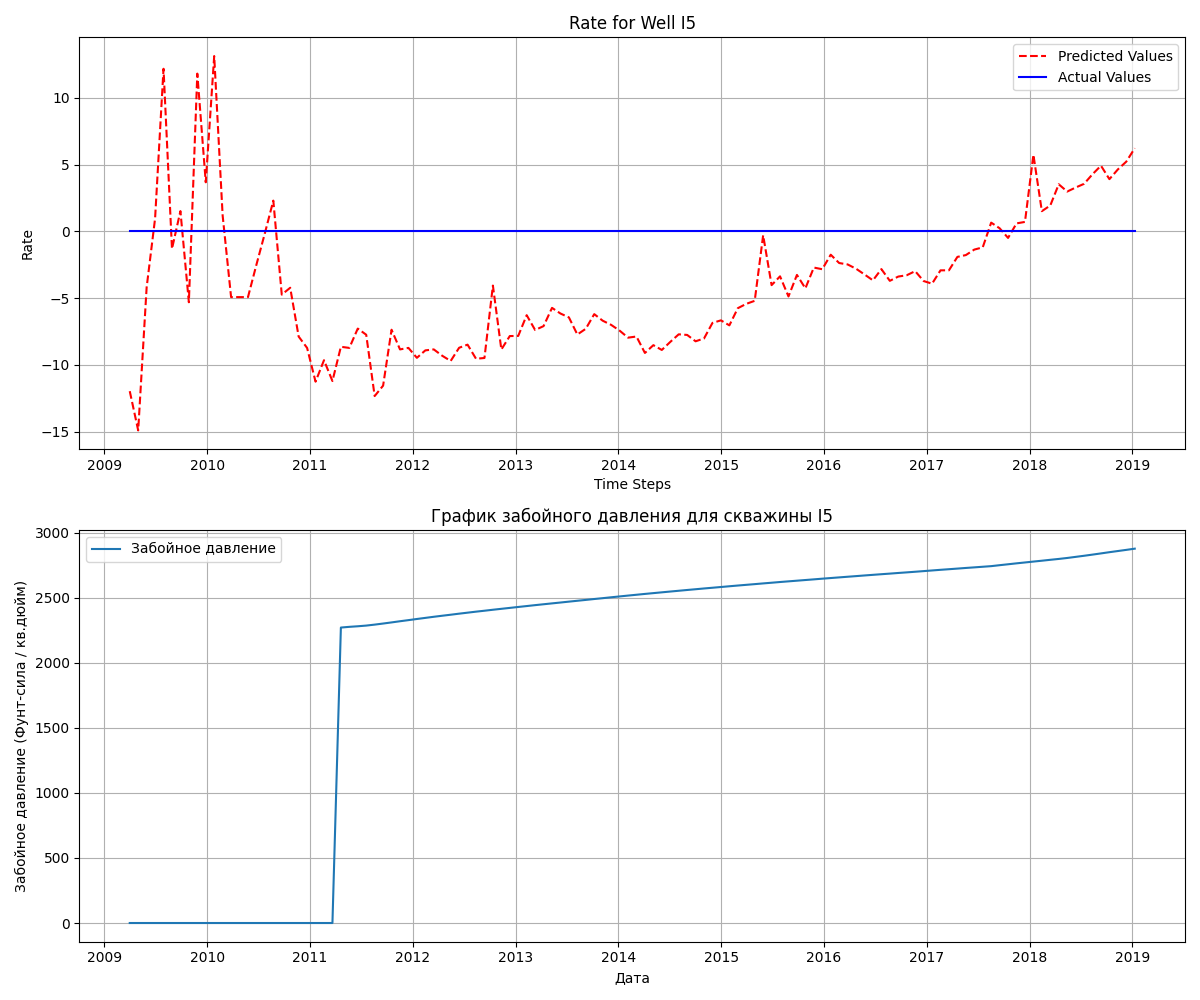 Rate for Well I5
Predicted Values
Actual Values
Rate
10
5
0
−5
−10
−15
2009 2010 2011 2012 2013 2014 2015 2016 2017 2018 2019
Time Steps
График забойного давления для скважины I5
Забойное давление
Забойное давление (Фунт-сила / кв.дюйм)
3000
2500
2000
1500
1000
500
0
2009 2010 2011 2012 2013 2014 2015 2016 2017 2018 2019
Дата